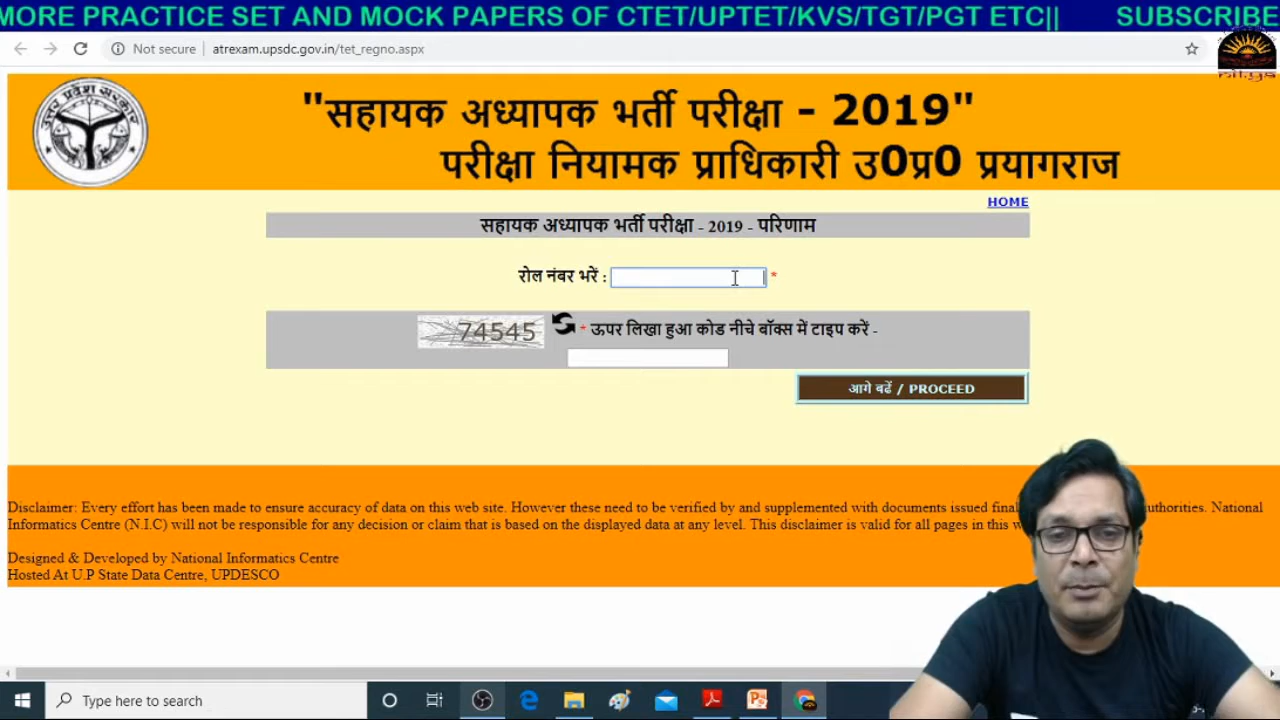 MORE PRACTICE SET AND MOCK PAPERS OF CTET/UPTET/KVS/TGT/PGT ETC|| SUBSCRIBE
Not secure | atrexam.upsdc.gov.in/tet_regno.aspx
उत्तर प्रदेश सरकार
"सहायक अध्यापक भर्ती परीक्षा - 2019"
परीक्षा नियामक प्राधिकारी उ0प्र0 प्रयागराज
HOME
सहायक अध्यापक भर्ती परीक्षा - 2019 - परिणाम
रोल नंबर भरें : *
74545 * ऊपर लिखा हुआ कोड नीचे बॉक्स में टाइप करें -
आगे बढें / PROCEED
Disclaimer: Every effort has been made to ensure accuracy of data on this web site. However these need to be verified by and supplemented with documents issued final uthorities. National
Informatics Centre (N.I.C) will not be responsible for any decision or claim that is based on the displayed data at any level. This disclaimer is valid for all pages in this w
Designed & Developed by National Informatics Centre
Hosted At U.P State Data Centre, UPDESCO
Type here to search